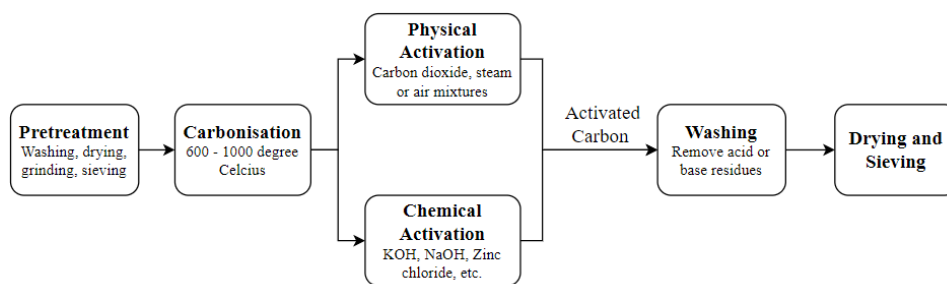 Pretreatment
Washing, drying,
grinding, sieving
Carbonisation
600 - 1000 degree
Celcius
Physical
Activation
Carbon dioxide, steam
or air mixtures
Chemical
Activation
KOH, NaOH, Zinc
chloride, etc.
Activated
Carbon
Washing
Remove acid or
base residues
Drying and
Sieving